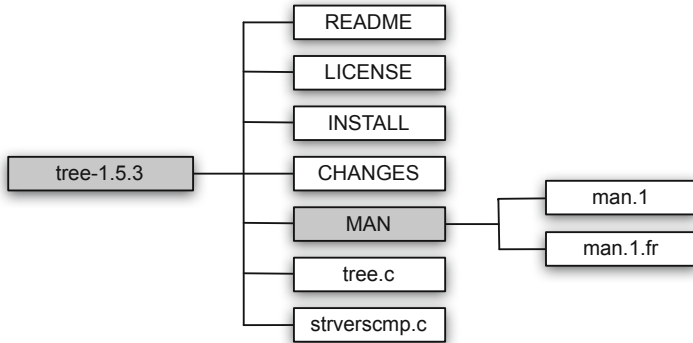 README
LICENSE
INSTALL
tree-1.5.3
CHANGES
MAN
man.1
man.1.fr
tree.c
strverscmp.c